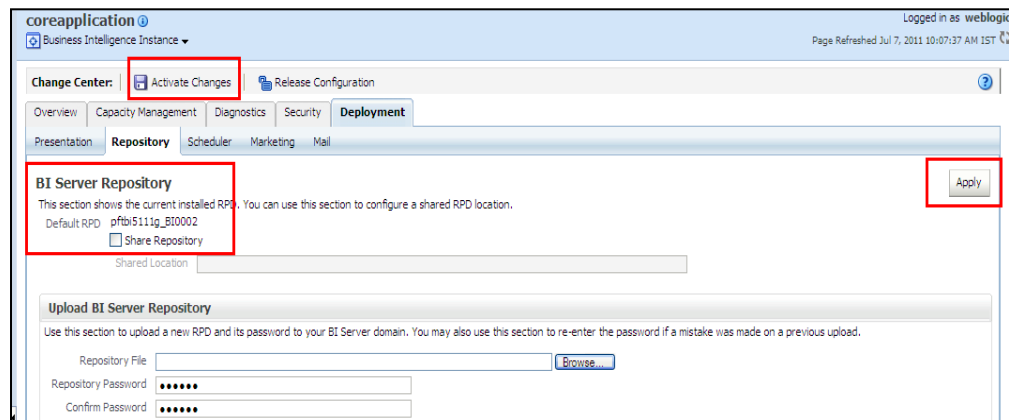 coreapplication
Logged in as weblogic
Business Intelligence Instance
Page Refreshed Jul 7, 2011 10:07:37 AM IST
Change Center: Activate Changes Release Configuration
Overview Capacity Management Diagnostics Security Deployment
Presentation Repository Scheduler Marketing Mail
BI Server Repository
Apply
This section shows the current installed RPD. You can use this section to configure a shared RPD location.
Default RPD pftbi5111g_BI0002
Share Repository
Shared Location
Upload BI Server Repository
Use this section to upload a new RPD and its password to your BI Server domain. You may also use this section to re-enter the password if a mistake was made on a previous upload.
Repository File Browse...
Repository Password ••••••
Confirm Password ••••••